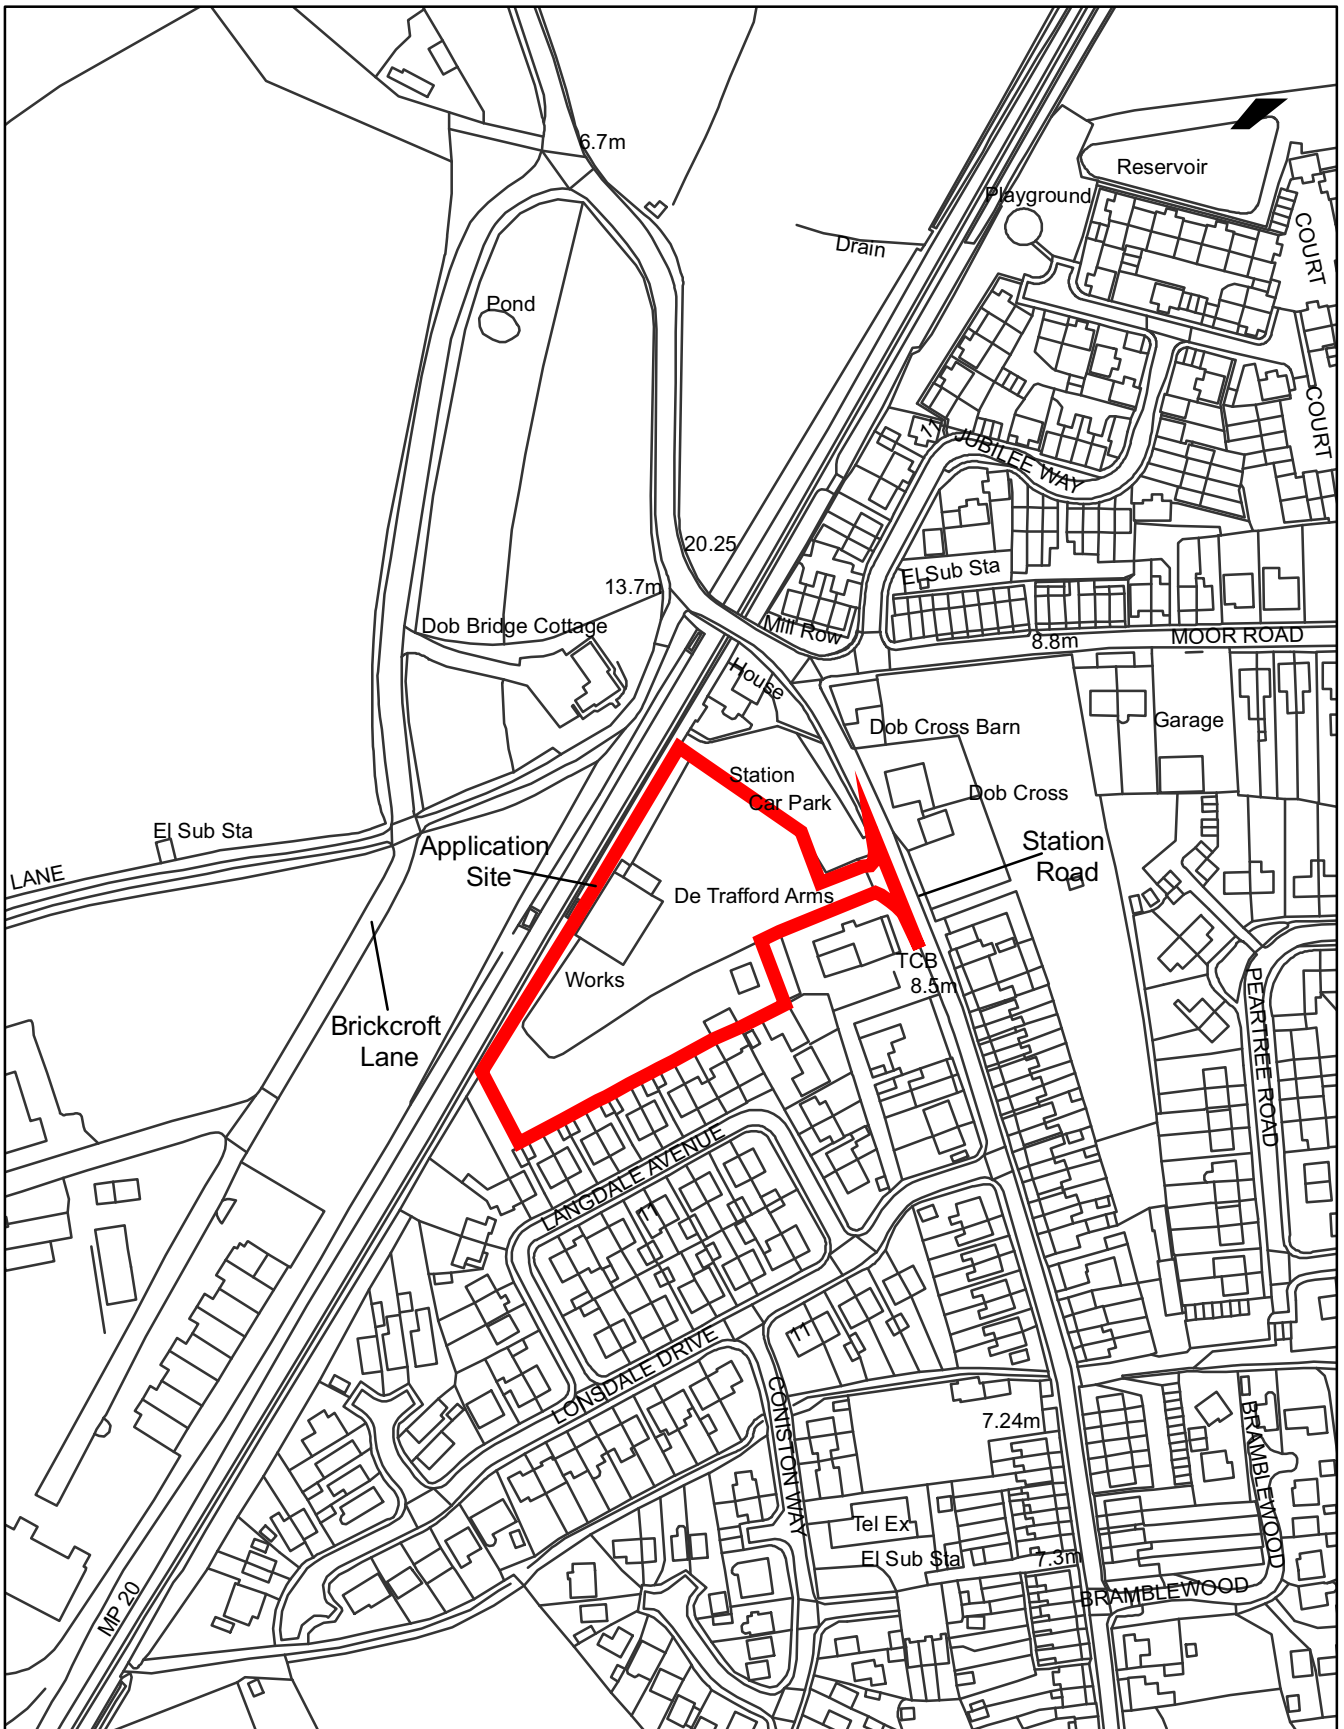 6.7m
Reservoir
Playground
COURT
Drain
Pond
COURT
11
JUBILEE WAY
20.25
El Sub Sta
13.7m
Dob Bridge Cottage
Mill Row
8.8m
MOOR ROAD
House
Dob Cross Barn
Garage
Station
Car Park
Dob Cross
El Sub Sta
Application
Site
Station
Road
LANE
De Trafford Arms
TCB
8.5m
Works
Brickcroft
Lane
PEARTREE ROAD
LANGDALE AVENUE
11
LONSDALE DRIVE
11
CONISTON WAY
7.24m
BRAMBLEWOOD
Tel Ex
El Sub Sta
7.3m
BRAMBLEWOOD
MP 20